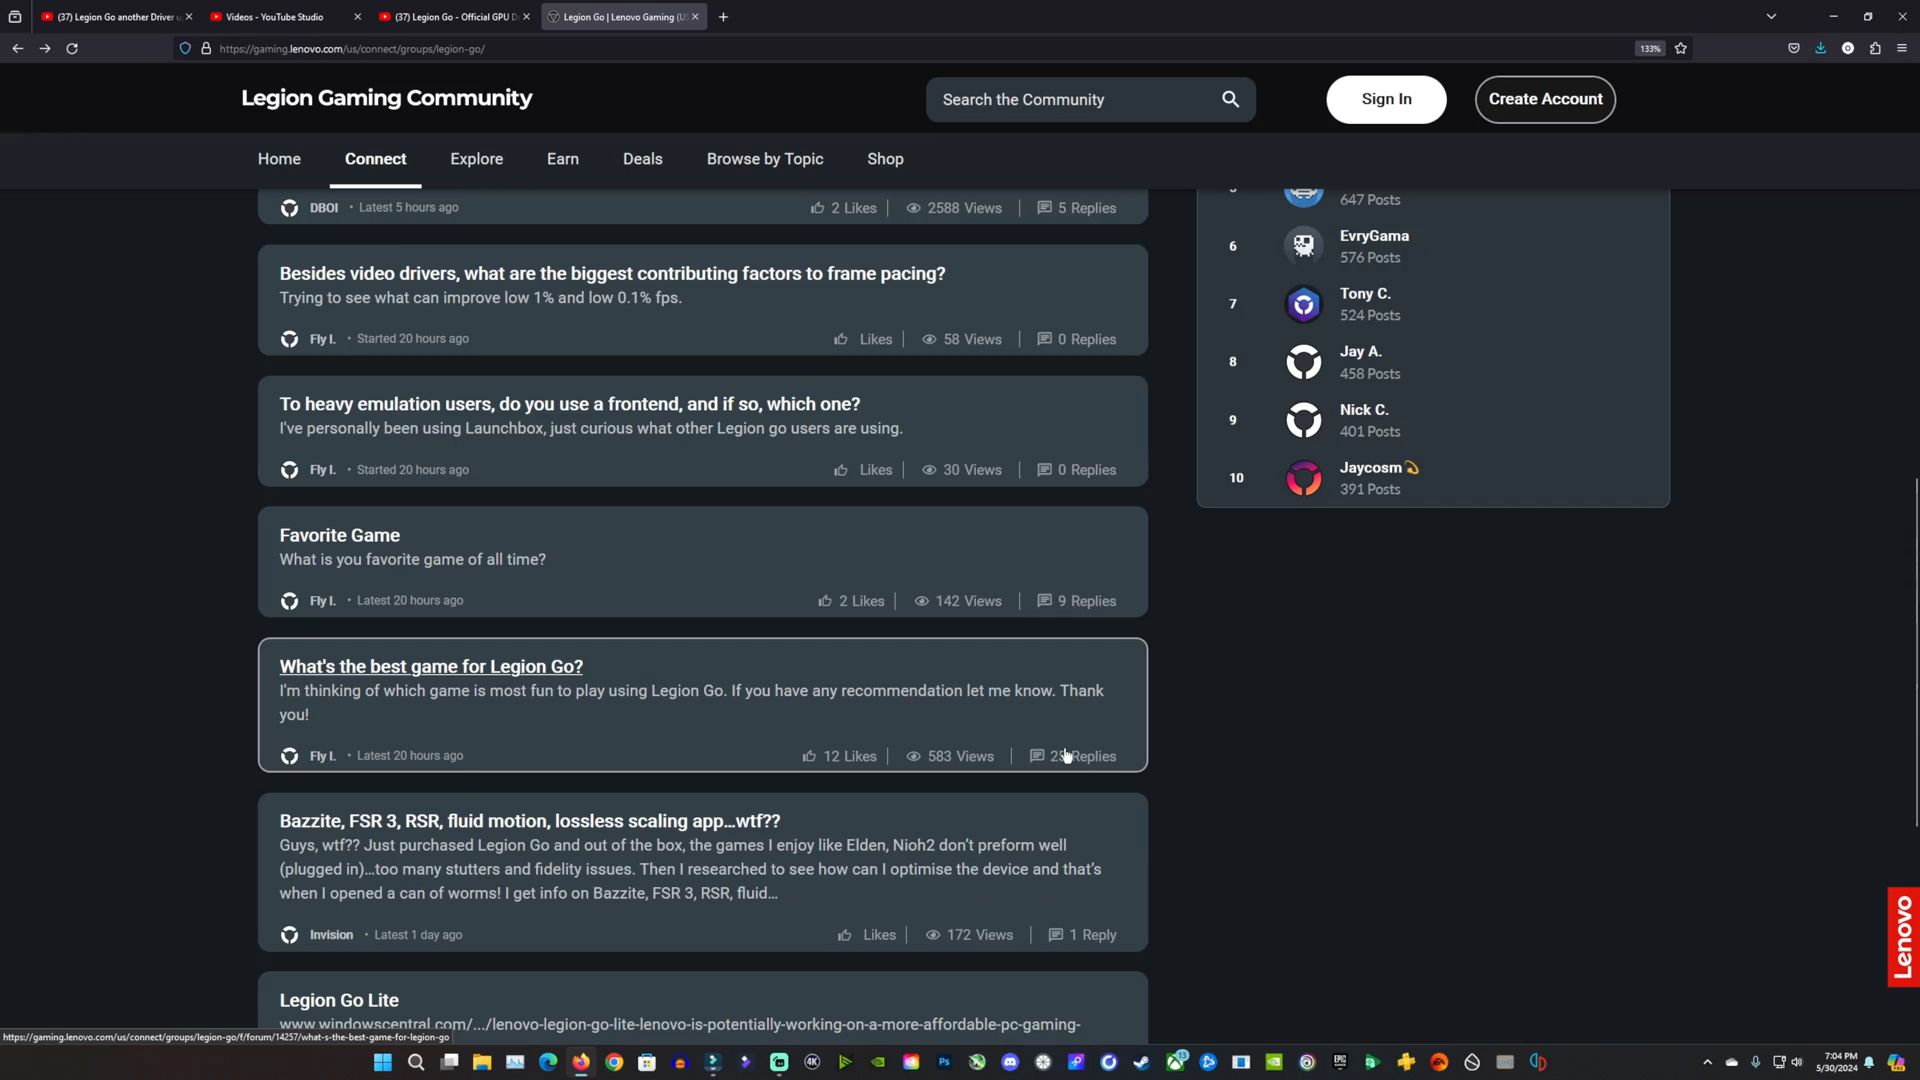 (37) Legion Go another Driver u
Videos - YouTube Studio
(37) Legion Go - Official GPU D
Legion Go | Lenovo Gaming (U
https://gaming.lenovo.com/us/connect/groups/legion-go/
133%
Legion Gaming Community
Search the Community
Sign In
Create Account
Home
Connect
Explore
Earn
Deals
Browse by Topic
Shop
DBOI • Latest 5 hours ago
2 Likes
2588 Views
5 Replies
Besides video drivers, what are the biggest contributing factors to frame pacing?
Trying to see what can improve low 1% and low 0.1% fps.
Fly I. • Started 20 hours ago
Likes
58 Views
0 Replies
To heavy emulation users, do you use a frontend, and if so, which one?
I've personally been using Launchbox, just curious what other Legion go users are using.
Fly I. • Started 20 hours ago
Likes
30 Views
0 Replies
Favorite Game
What is you favorite game of all time?
Fly I. • Latest 20 hours ago
2 Likes
142 Views
9 Replies
What's the best game for Legion Go?
I'm thinking of which game is most fun to play using Legion Go. If you have any recommendation let me know. Thank
you!
Fly I. • Latest 20 hours ago
12 Likes
583 Views
Replies
Bazzite, FSR 3, RSR, fluid motion, lossless scaling app...wtf??
Guys, wtf?? Just purchased Legion Go and out of the box, the games I enjoy like Elden, Nioh2 don't preform well
(plugged in)...too many stutters and fidelity issues. Then I researched to see how can I optimise the device and that's
when I opened a can of worms! I get info on Bazzite, FSR 3, RSR, fluid...
Invision • Latest 1 day ago
Likes
172 Views
1 Reply
Legion Go Lite
www.windowscentral.com/.../lenovo-legion-go-lite-lenovo-is-potentially-working-on-a-more-affordable-pc-gaming-
647 Posts
6
EvryGama
576 Posts
7
Tony C.
524 Posts
8
Jay A.
458 Posts
9
Nick C.
401 Posts
10
Jaycosm
391 Posts
Lenovo
https://gaming.lenovo.com/us/connect/groups/legion-go/f/forum/14257/what-s-the-best-game-for-legion-go
4K
Ps
13
EPIC
EA
7:04 PM
5/30/2024